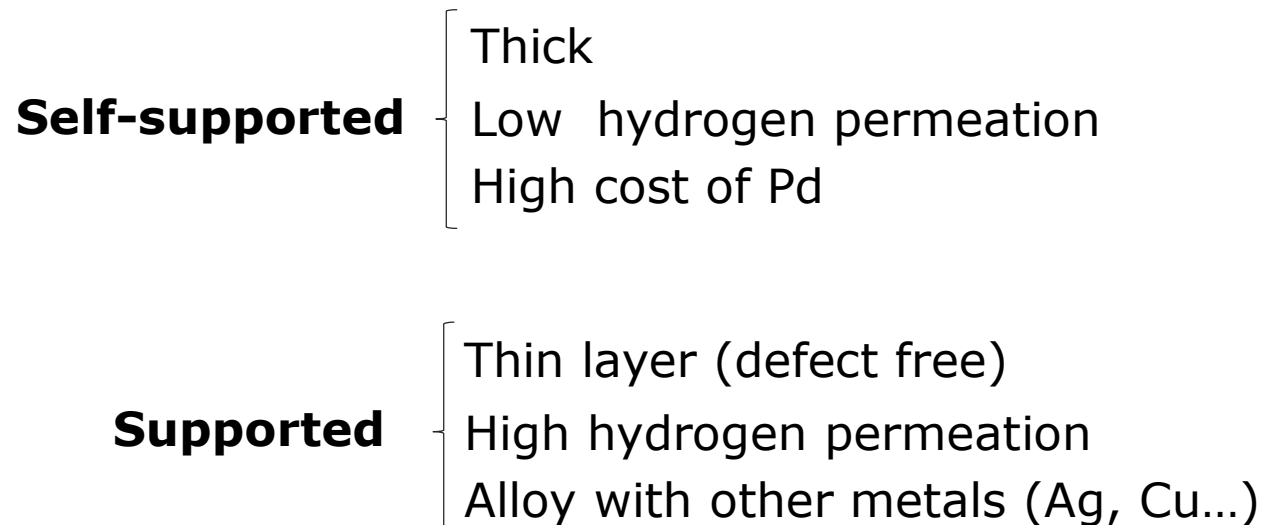 Thick
Self-supported
Low hydrogen permeation
High cost of Pd
Thin layer (defect free)
Supported
High hydrogen permeation
Alloy with other metals (Ag, Cu…)